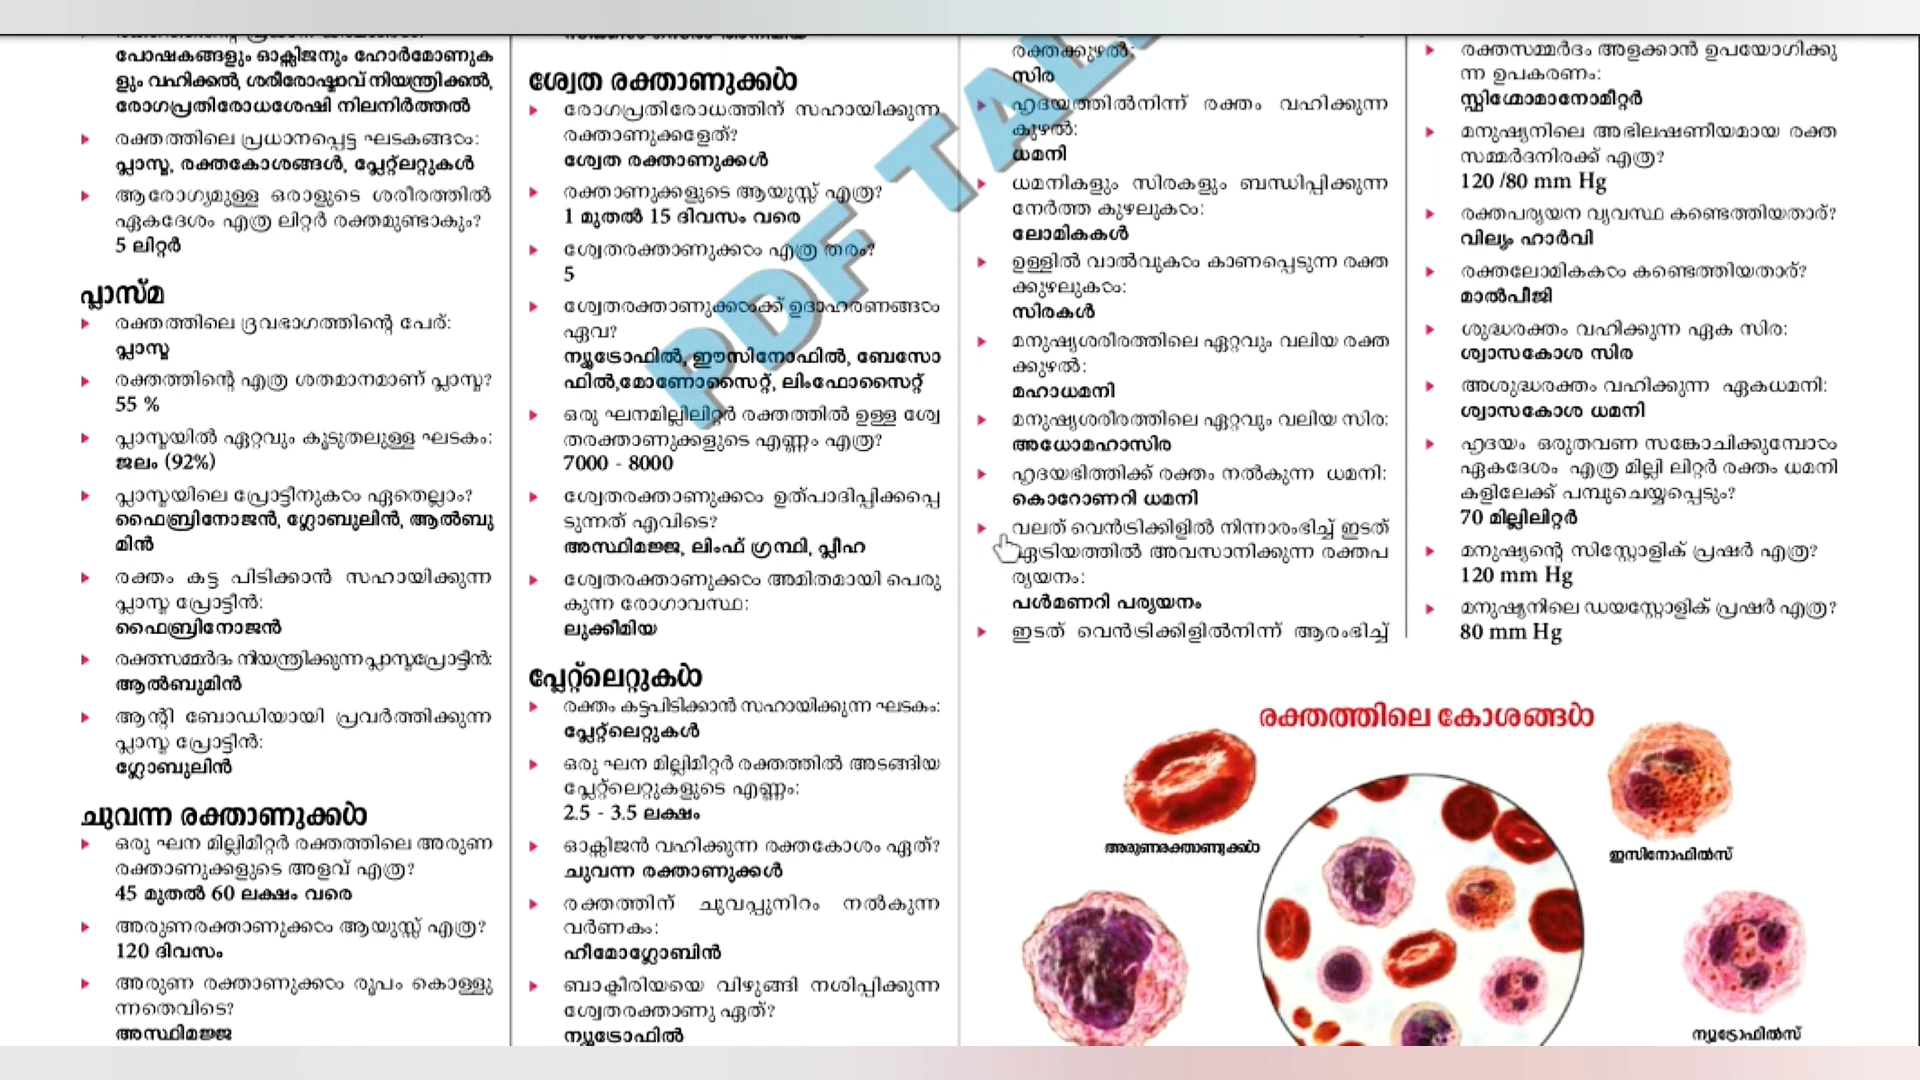 പോഷകങ്ങളും ഓക്സിജനും ഹോർമോണുക
ളും വഹിക്കൽ, ശരീരോഷ്മാവ് നിയന്ത്രിക്കൽ,
രോഗപ്രതിരോധശേഷി നിലനിർത്തൽ
രക്തത്തിലെ പ്രധാനപ്പെട്ട ഘടകങ്ങൾ:
പ്ലാസ്മ, രക്തകോശങ്ങൾ, പ്ലേറ്റ്‌ലറ്റുകൾ
ആരോഗ്യമുള്ള ഒരാളുടെ ശരീരത്തിൽ
ഏകദേശം എത്ര ലിറ്റർ രക്തമുണ്ടാകും?
5 ലിറ്റർ
പ്ലാസ്മ
രക്തത്തിലെ ദ്രവഭാഗത്തിന്റെ പേര്:
പ്ലാസ്മ
രക്തത്തിന്റെ എത്ര ശതമാനമാണ് പ്ലാസ്മ?
55 %
പ്ലാസ്മയിൽ ഏറ്റവും കൂടുതലുള്ള ഘടകം:
ജലം (92%)
പ്ലാസ്മയിലെ പ്രോട്ടീനുകൾ ഏതെല്ലാം?
ഫൈബ്രിനോജൻ, ഗ്ലോബുലിൻ, ആൽബു
മിൻ
രക്തം കട്ട പിടിക്കാൻ സഹായിക്കുന്ന
പ്ലാസ്മ പ്രോട്ടീൻ:
ഫൈബ്രിനോജൻ
രക്തസമ്മർദം നിയന്ത്രിക്കുന്ന പ്ലാസ്മപ്രോട്ടീൻ:
ആൽബുമിൻ
ആന്റി ബോഡിയായി പ്രവർത്തിക്കുന്ന
പ്ലാസ്മ പ്രോട്ടീൻ:
ഗ്ലോബുലിൻ
ചുവന്ന രക്താണുക്കൾ
ഒരു ഘന മില്ലിമീറ്റർ രക്തത്തിലെ അരുണ
രക്താണുക്കളുടെ അളവ് എത്ര?
45 മുതൽ 60 ലക്ഷം വരെ
അരുണരക്താണുക്കൾ ആയുസ്സ് എത്ര?
120 ദിവസം
അരുണ രക്താണുക്കൾ രൂപം കൊള്ളു
ന്നതെവിടെ?
അസ്ഥിമജ്ജ
ശ്വേത രക്താണുക്കൾ
രോഗപ്രതിരോധത്തിന് സഹായിക്കുന്ന
രക്താണുക്കളേത്?
ശ്വേത രക്താണുക്കൾ
രക്താണുക്കളുടെ ആയുസ്സ് എത്ര?
1 മുതൽ 15 ദിവസം വരെ
ശ്വേതരക്താണുക്കൾ എത്ര തരം?
5
ശ്വേതരക്താണുക്കൾക്ക് ഉദാഹരണങ്ങൾ
ഏവ?
ന്യൂട്രോഫിൽ, ഈസിനോഫിൽ, ബേസോ
ഫിൽ,മോണോസൈറ്റ്, ലിംഫോസൈറ്റ്
ഒരു ഘനമില്ലിലിറ്റർ രക്തത്തിൽ ഉള്ള ശ്വേ
തരക്താണുക്കളുടെ എണ്ണം എത്ര?
7000 - 8000
ശ്വേതരക്താണുക്കൾ ഉത്പാദിപ്പിക്കപ്പെ
ടുന്നത് എവിടെ?
അസ്ഥിമജ്ജ, ലിംഫ് ഗ്രന്ഥി, പ്ലീഹ
ശ്വേതരക്താണുക്കൾ അമിതമായി പെരു
കുന്ന രോഗാവസ്ഥ:
ലുക്കീമിയ
പ്ലേറ്റ്‌ലെറ്റുകൾ
രക്തം കട്ടപിടിക്കാൻ സഹായിക്കുന്ന ഘടകം:
പ്ലേറ്റ്‌ലെറ്റുകൾ
ഒരു ഘന മില്ലിമീറ്റർ രക്തത്തിൽ അടങ്ങിയ
പ്ലേറ്റ്‌ലെറ്റുകളുടെ എണ്ണം:
2.5 - 3.5 ലക്ഷം
ഓക്സിജൻ വഹിക്കുന്ന രക്തകോശം ഏത്?
ചുവന്ന രക്താണുക്കൾ
രക്തത്തിന് ചുവപ്പുനിറം നൽകുന്ന
വർണകം:
ഹീമോഗ്ലോബിൻ
ബാക്ടീരിയയെ വിഴുങ്ങി നശിപ്പിക്കുന്ന
ശ്വേതരക്താണു ഏത്?
ന്യൂട്രോഫിൽ
രക്തക്കുഴൽ:
സിര
ഹൃദയത്തിൽനിന്ന് രക്തം വഹിക്കുന്ന
കുഴൽ:
ധമനി
ധമനികളും സിരകളും ബന്ധിപ്പിക്കുന്ന
നേർത്ത കുഴലുകൾ:
ലോമികകൾ
ഉള്ളിൽ വാൽവുകൾ കാണപ്പെടുന്ന രക്ത
ക്കുഴലുകൾ:
സിരകൾ
മനുഷ്യശരീരത്തിലെ ഏറ്റവും വലിയ രക്ത
ക്കുഴൽ:
മഹാധമനി
മനുഷ്യശരീരത്തിലെ ഏറ്റവും വലിയ സിര:
അധോമഹാസിര
ഹൃദയഭിത്തിക്ക് രക്തം നൽകുന്ന ധമനി:
കൊറോണറി ധമനി
വലത് വെൻട്രിക്കിളിൽ നിന്നാരംഭിച്ച് ഇടത്
ഏട്രിയത്തിൽ അവസാനിക്കുന്ന രക്തപ
ര്യയനം:
പൾമണറി പര്യയനം
ഇടത് വെൻട്രിക്കിളിൽനിന്ന് ആരംഭിച്ച്
രക്തസമ്മർദം അളക്കാൻ ഉപയോഗിക്കു
ന്ന ഉപകരണം:
സ്ഫിഗ്മോമാനോമീറ്റർ
മനുഷ്യനിലെ അഭിലഷണീയമായ രക്ത
സമ്മർദനിരക്ക് എത്ര?
120 /80 mm Hg
രക്തപര്യയന വ്യവസ്ഥ കണ്ടെത്തിയതാര്?
വില്യം ഹാർവി
രക്തലോമികകൾ കണ്ടെത്തിയതാര്?
മാൽപീജി
ശുദ്ധരക്തം വഹിക്കുന്ന ഏക സിര:
ശ്വാസകോശ സിര
അശുദ്ധരക്തം വഹിക്കുന്ന ഏകധമനി:
ശ്വാസകോശ ധമനി
ഹൃദയം ഒരുതവണ സങ്കോചിക്കുമ്പോൾ
ഏകദേശം എത്ര മില്ലി ലിറ്റർ രക്തം ധമനി
കളിലേക്ക് പമ്പുചെയ്യപ്പെടും?
70 മില്ലിലിറ്റർ
മനുഷ്യന്റെ സിസ്റ്റോളിക് പ്രഷർ എത്ര?
120 mm Hg
മനുഷ്യനിലെ ഡയസ്റ്റോളിക് പ്രഷർ എത്ര?
80 mm Hg
രക്തത്തിലെ കോശങ്ങൾ
അരുണരക്താണുക്കൾ
ഇസിനോഫിൽസ്
ന്യൂട്രോഫിൽസ്
PDF